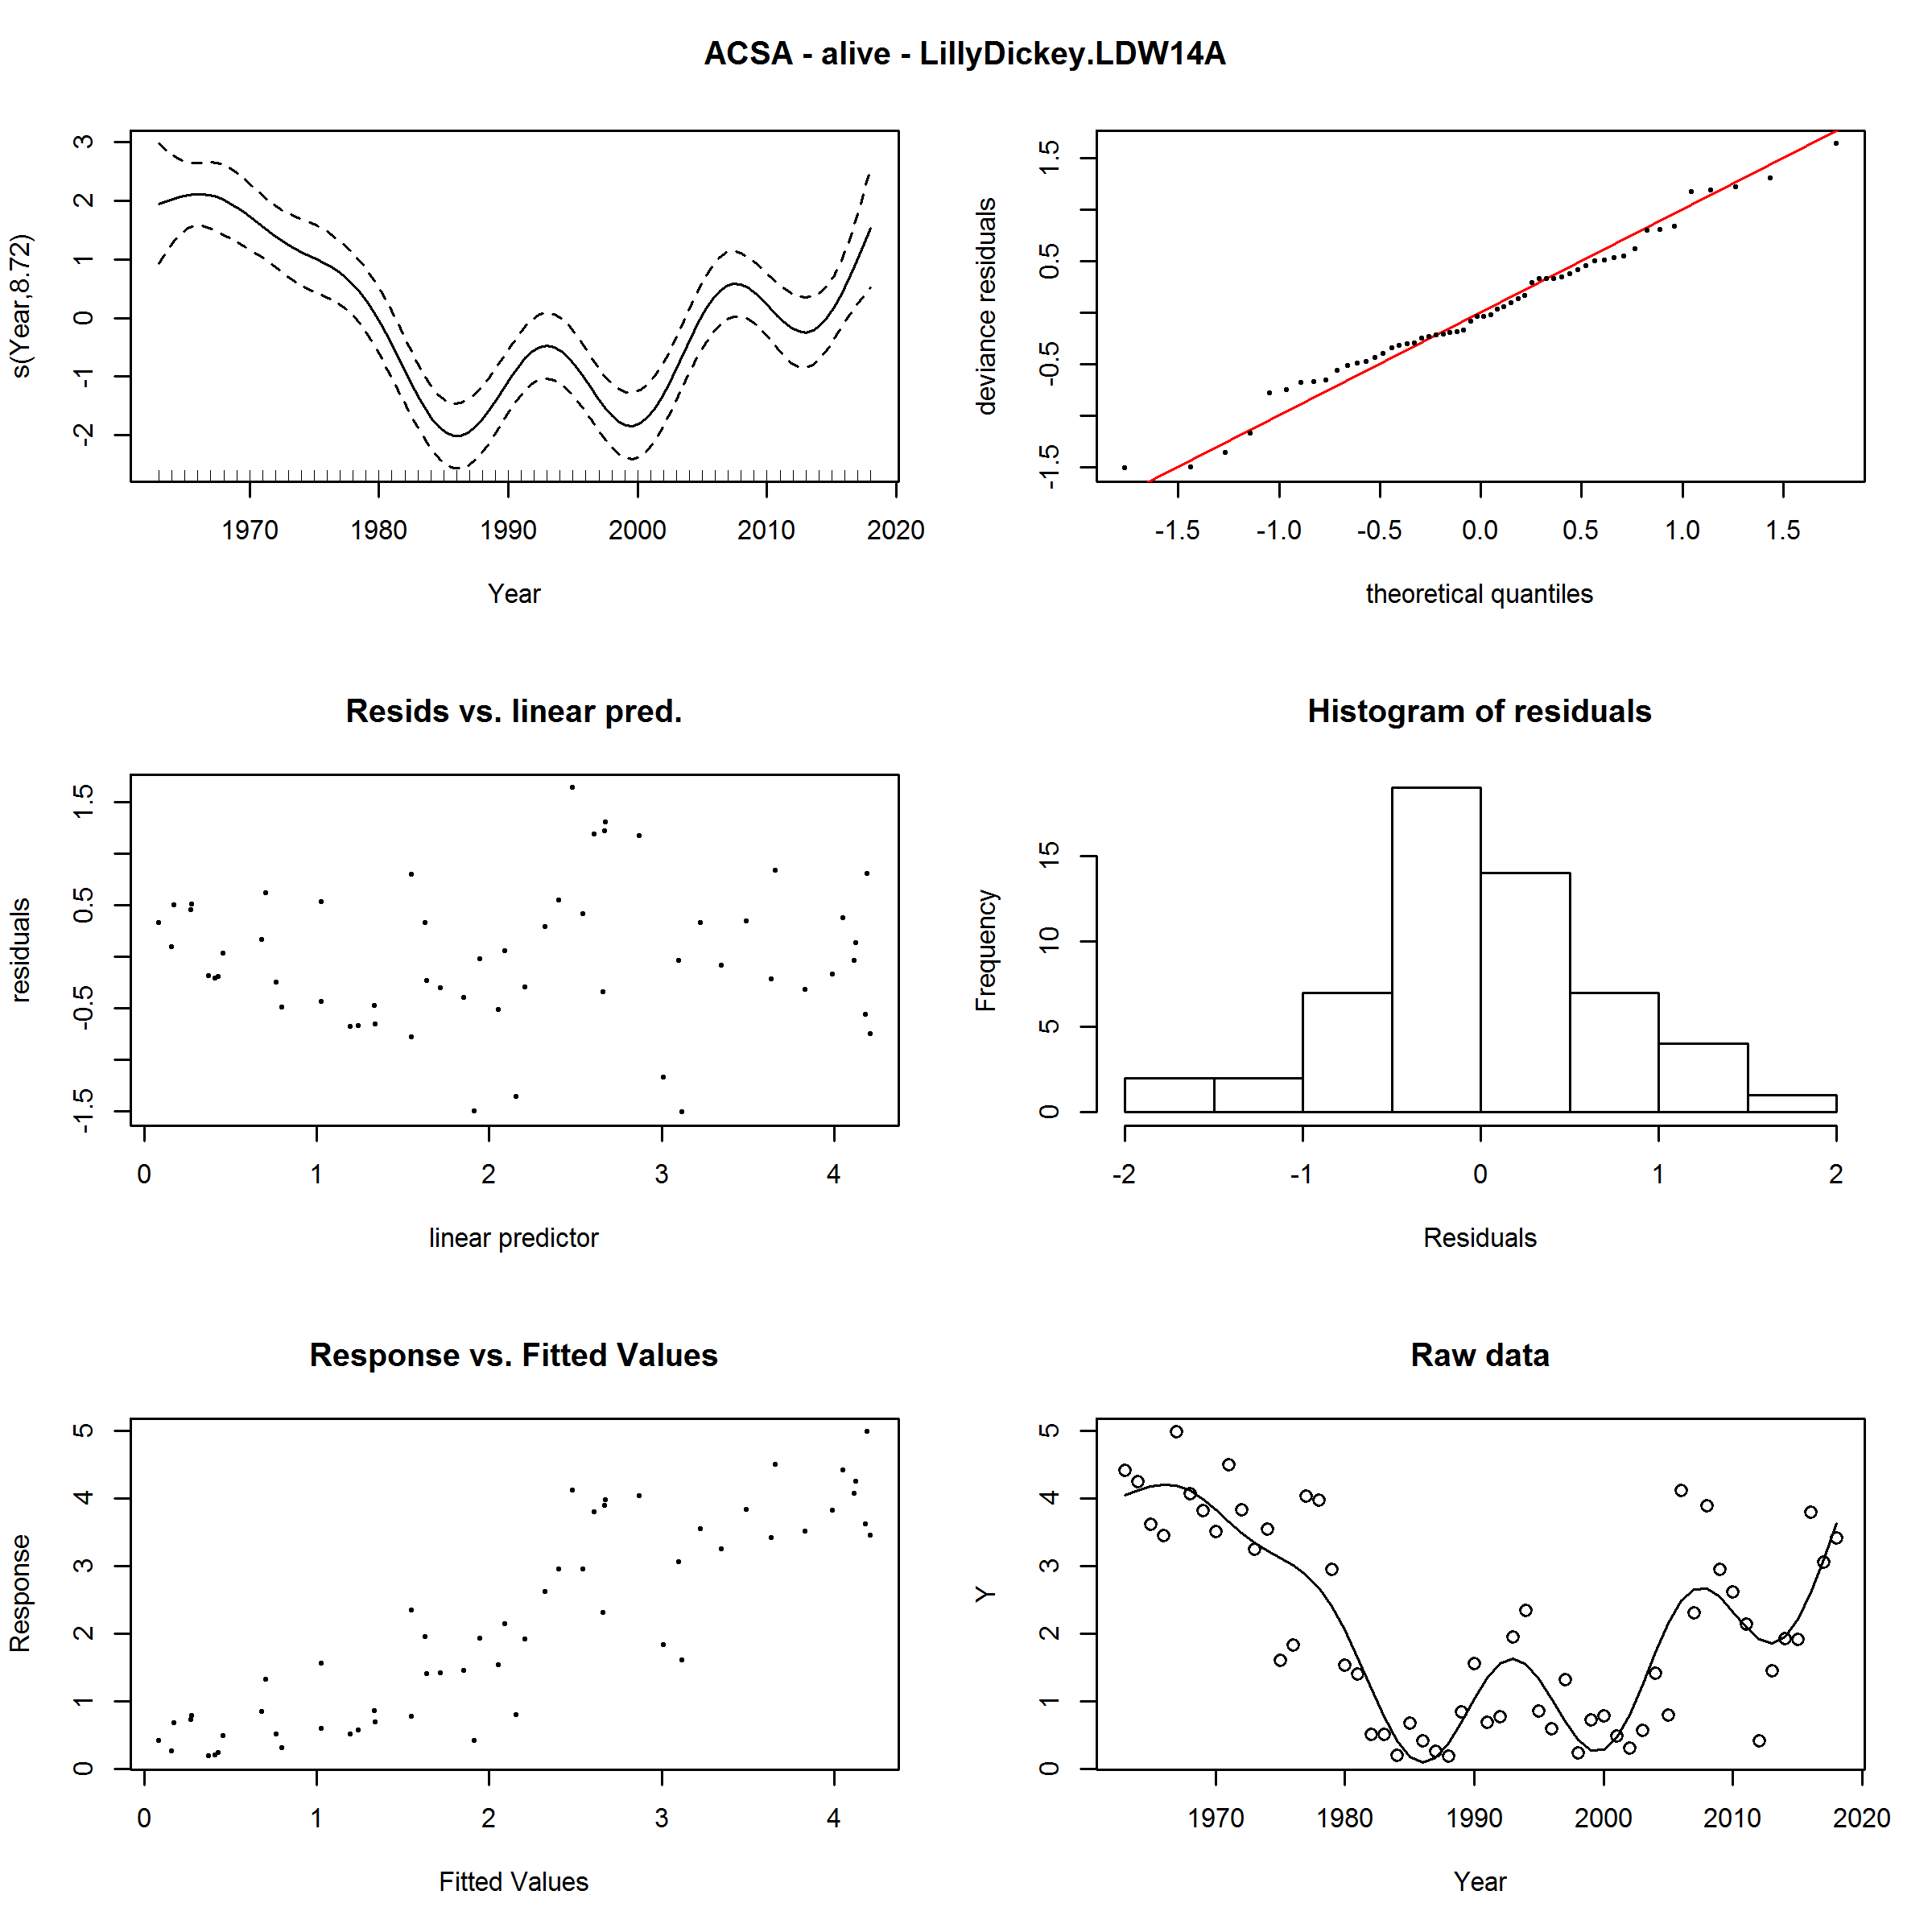 ACSA - alive - LillyDickey.LDW14A
s(Year,8.72)
3
2
1
0
-1
-2
1970 1980 1990 2000 2010 2020
Year
deviance residuals
1.5
0.5
-0.5
-1.5
-1.5 -1.0 -0.5 0.0 0.5 1.0 1.5
theoretical quantiles
Resids vs. linear pred.
residuals
1.5
0.5
-0.5
-1.5
0 1 2 3 4
linear predictor
Histogram of residuals
Frequency
15
10
5
0
-2 -1 0 1 2
Residuals
Response vs. Fitted Values
Response
5
4
3
2
1
0
0 1 2 3 4
Fitted Values
Raw data
Y
5
4
3
2
1
0
1970 1980 1990 2000 2010 2020
Year